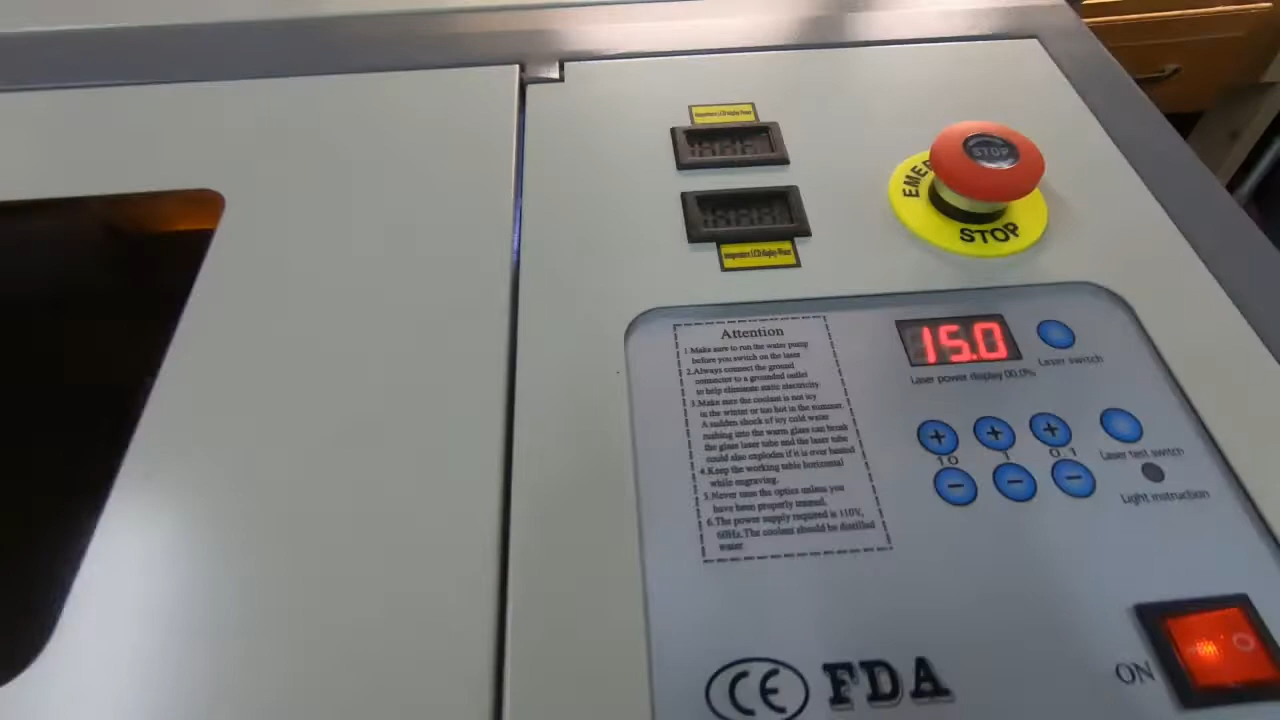 STOP
STOP
Attention
1.Make sure to run the water pump
before you switch on the laser
2.Always connect the ground
connector to a grounded outlet
to help eliminate static electricity
3.Make sure the coolant is not icy
in the winter or too hot in the summer.
A sudden shock of icy cold water
rushing into the warm glass can break
the glass laser tube and the laser tube
could also explodes if it is over heated
4.Keep the working table horizontal
while engraving.
5.Never use the optics unless you
have been properly trained.
6.The power supply required is 110V,
60Hz.The coolant should be distilled
water
15.0
Laser power display 00.0%
Laser switch
+ + +
10 1 0.1
- - -
Laser test switch
Light instruction
CE FDA
ON